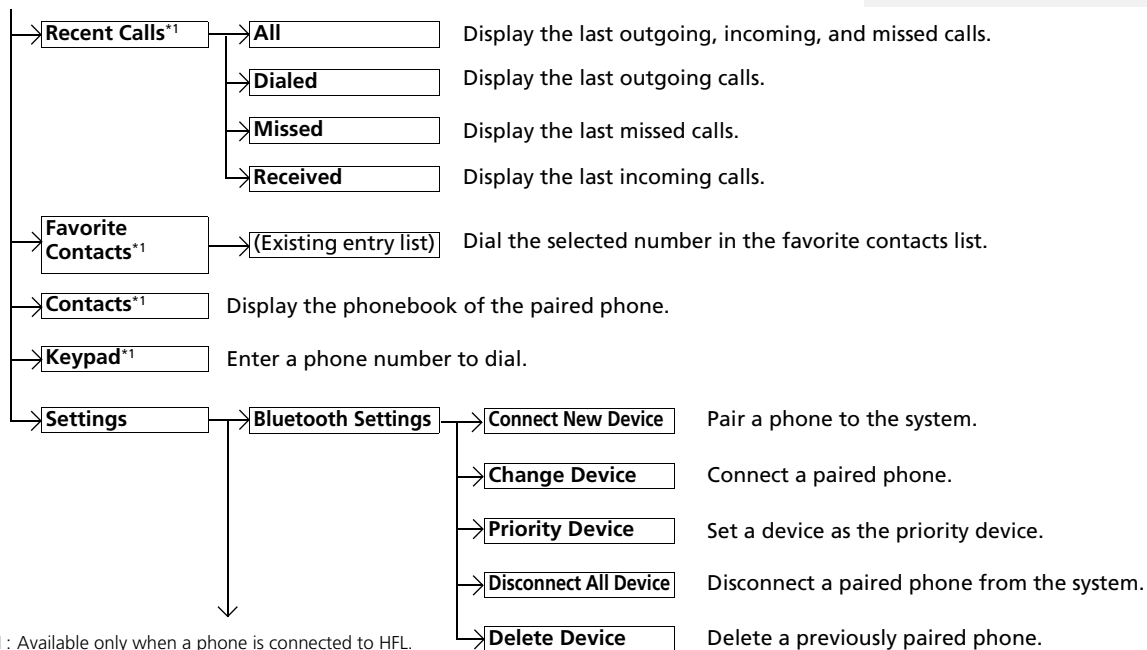 Recent Calls*1
All
Display the last outgoing, incoming, and missed calls.
Dialed
Display the last outgoing calls.
Missed
Display the last missed calls.
Received
Display the last incoming calls.
Favorite
Contacts*1
(Existing entry list)
Dial the selected number in the favorite contacts list.
Contacts*1
Display the phonebook of the paired phone.
Keypad*1
Enter a phone number to dial.
Settings
Bluetooth Settings
Connect New Device
Pair a phone to the system.
Change Device
Connect a paired phone.
Priority Device
Set a device as the priority device.
Disconnect All Device
Disconnect a paired phone from the system.
Delete Device
Delete a previously paired phone.
: Available only when a phone is connected to HFL.